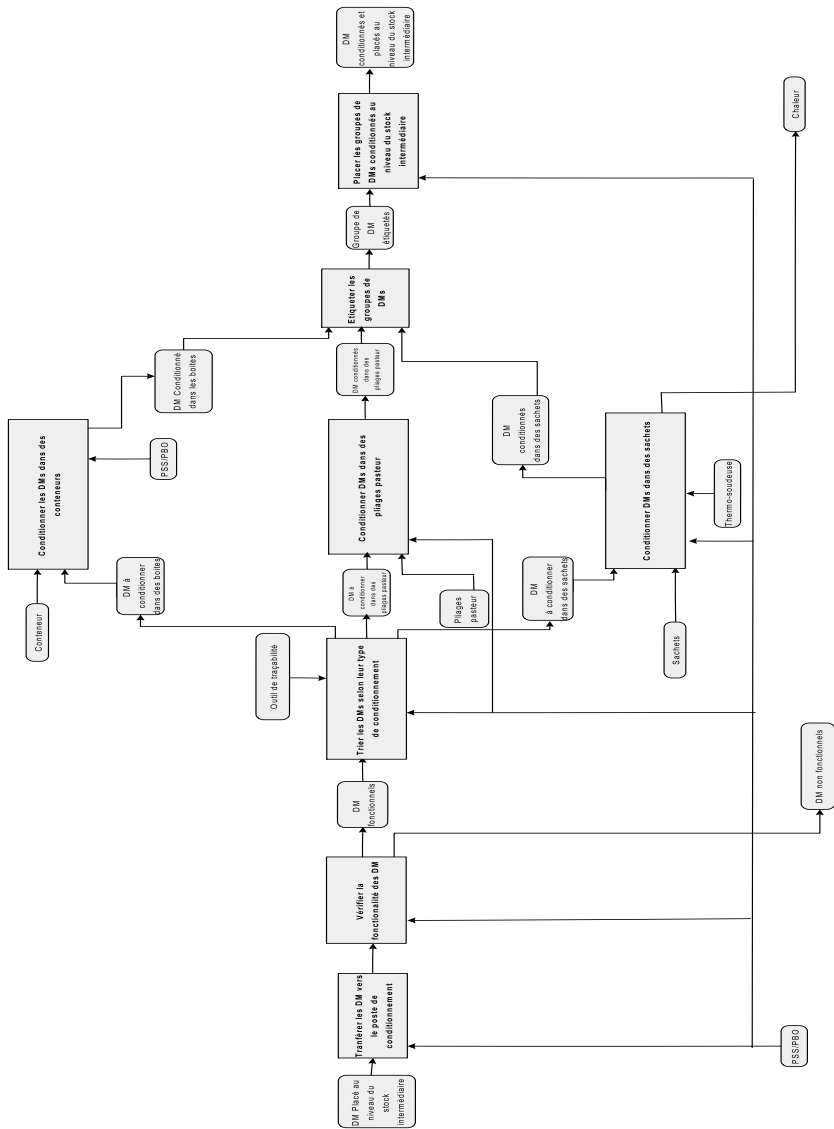 DM Placé au
niveau du
stock
intermédiaire
Tranférer les DM vers
le poste de
conditionnement
PSS/PBO
Vérifier la
fonctionalité des DM
DM
fonctionnels
DM non fonctionnels
Trier les DMs selon leur type
de conditionnement
Outil de traçabilité
DM à
conditionner
dans des boites
Conteneur
Conditionner les DMs dans des
conteneurs
PSS/PBO
DM Conditionné
dans les boites
DM à
conditionner
dans des
pliages pasteur
Pliages
pasteur
Conditionner DMs dans des
pliages pasteur
DM conditionnés
dans des
pliages pasteur
DM
à conditionner
dans des sachets
Sachets
Conditionner DMs dans des sachets
Thermo-soudeuse
DM
conditionnés
dans des sachets
Chaleur
Etiqueter les
groupes de
DMs
Groupe de
DM
étiquetés
Placer les groupes de
DMs conditionnés au
niveau du stock
intermédiaire
DM
conditionnés et
placés au
niveau du stock
intermédiaire